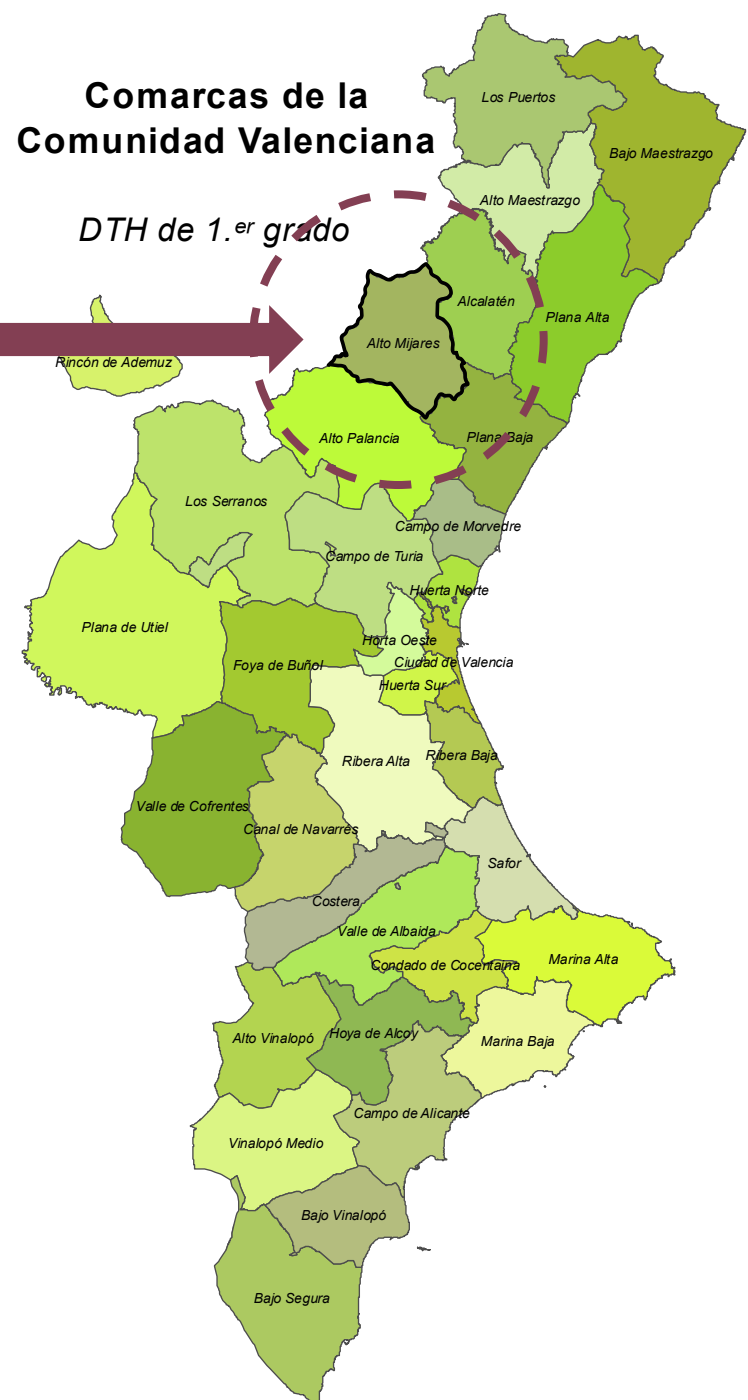 Comarcas de la
Comunidad Valenciana
DTH de 1.er grado
Los Puertos
Bajo Maestrazgo
Alto Maestrazgo
Alcalatén
Plana Alta
Alto Mijares
Rincón de Ademuz
Alto Palancia
Plana Baja
Los Serranos
Campo de Morvedre
Campo de Turia
Huerta Norte
Plana de Utiel
Horta Oeste
Foya de Buñol
Ciudad de Valencia
Huerta Sur
Ribera Alta
Ribera Baja
Valle de Cofrentes
Canal de Navarrés
Safor
Costera
Valle de Albaida
Condado de Cocentaina
Marina Alta
Alto Vinalopó
Hoya de Alcoy
Marina Baja
Campo de Alicante
Vinalopó Medio
Bajo Vinalopó
Bajo Segura